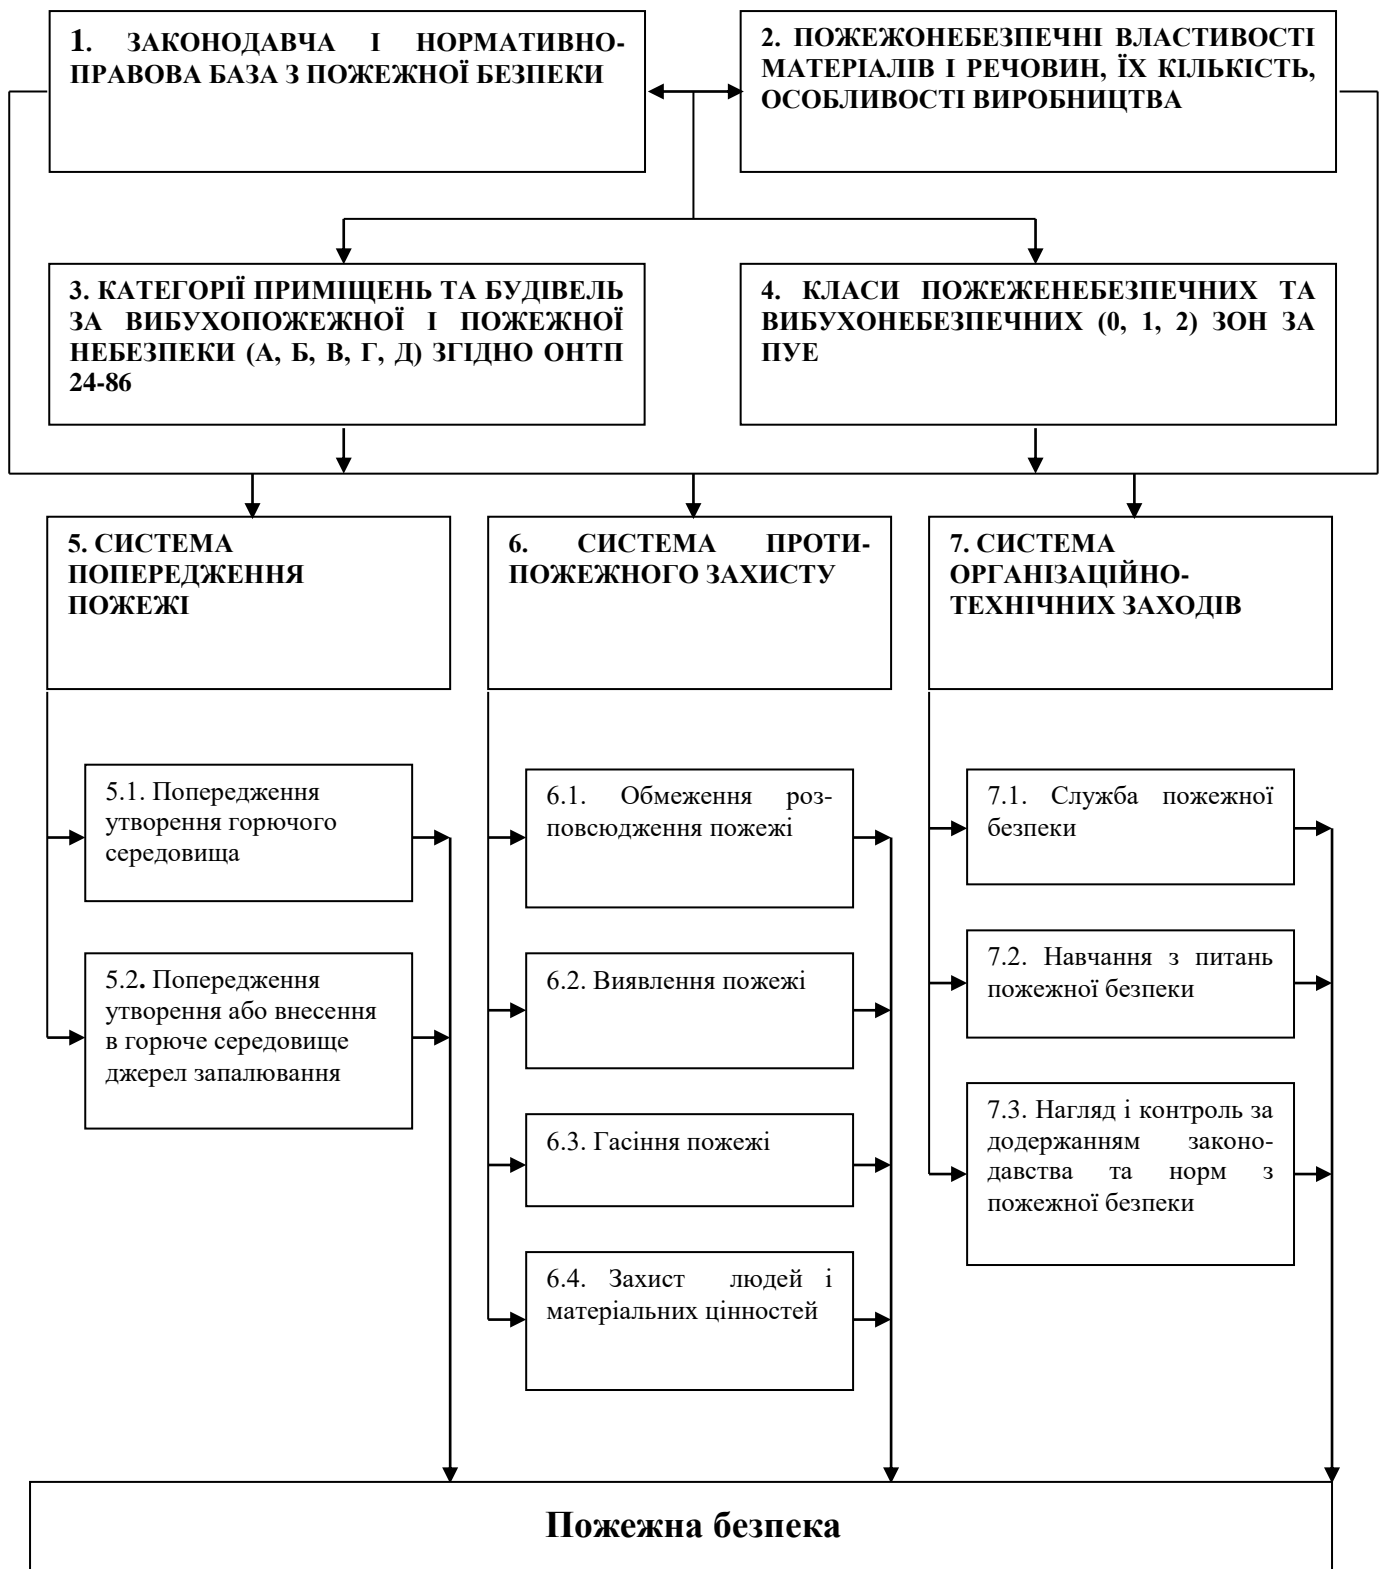 1. ЗАКОНОДАВЧА І НОРМАТИВНО-
ПРАВОВА БАЗА З ПОЖЕЖНОЇ БЕЗПЕКИ
2. ПОЖЕЖОНЕБЕЗПЕЧНІ ВЛАСТИВОСТІ
МАТЕРІАЛІВ І РЕЧОВИН, ЇХ КІЛЬКІСТЬ,
ОСОБЛИВОСТІ ВИРОБНИЦТВА
3. КАТЕГОРІЇ ПРИМІЩЕНЬ ТА БУДІВЕЛЬ
ЗА ВИБУХОПОЖЕЖНОЇ І ПОЖЕЖНОЇ
НЕБЕЗПЕКИ (А, Б, В, Г, Д) ЗГІДНО ОНТП
24-86
4. КЛАСИ ПОЖЕЖЕНЕБЕЗПЕЧНИХ ТА
ВИБУХОНЕБЕЗПЕЧНИХ (0, 1, 2) ЗОН ЗА
ПУЕ
5. СИСТЕМА
ПОПЕРЕДЖЕННЯ
ПОЖЕЖІ
6. СИСТЕМА ПРОТИ-
ПОЖЕЖНОГО ЗАХИСТУ
7. СИСТЕМА
ОРГАНІЗАЦІЙНО-
ТЕХНІЧНИХ ЗАХОДІВ
5.1. Попередження
утворення горючого
середовища
5.2. Попередження
утворення або внесення
в горюче середовище
джерел запалювання
6.1. Обмеження роз-
повсюдження пожежі
6.2. Виявлення пожежі
6.3. Гасіння пожежі
6.4. Захист людей і
матеріальних цінностей
7.1. Служба пожежної
безпеки
7.2. Навчання з питань
пожежної безпеки
7.3. Нагляд і контроль за
додержанням законо-
давства та норм з
пожежної безпеки
Пожежна безпека